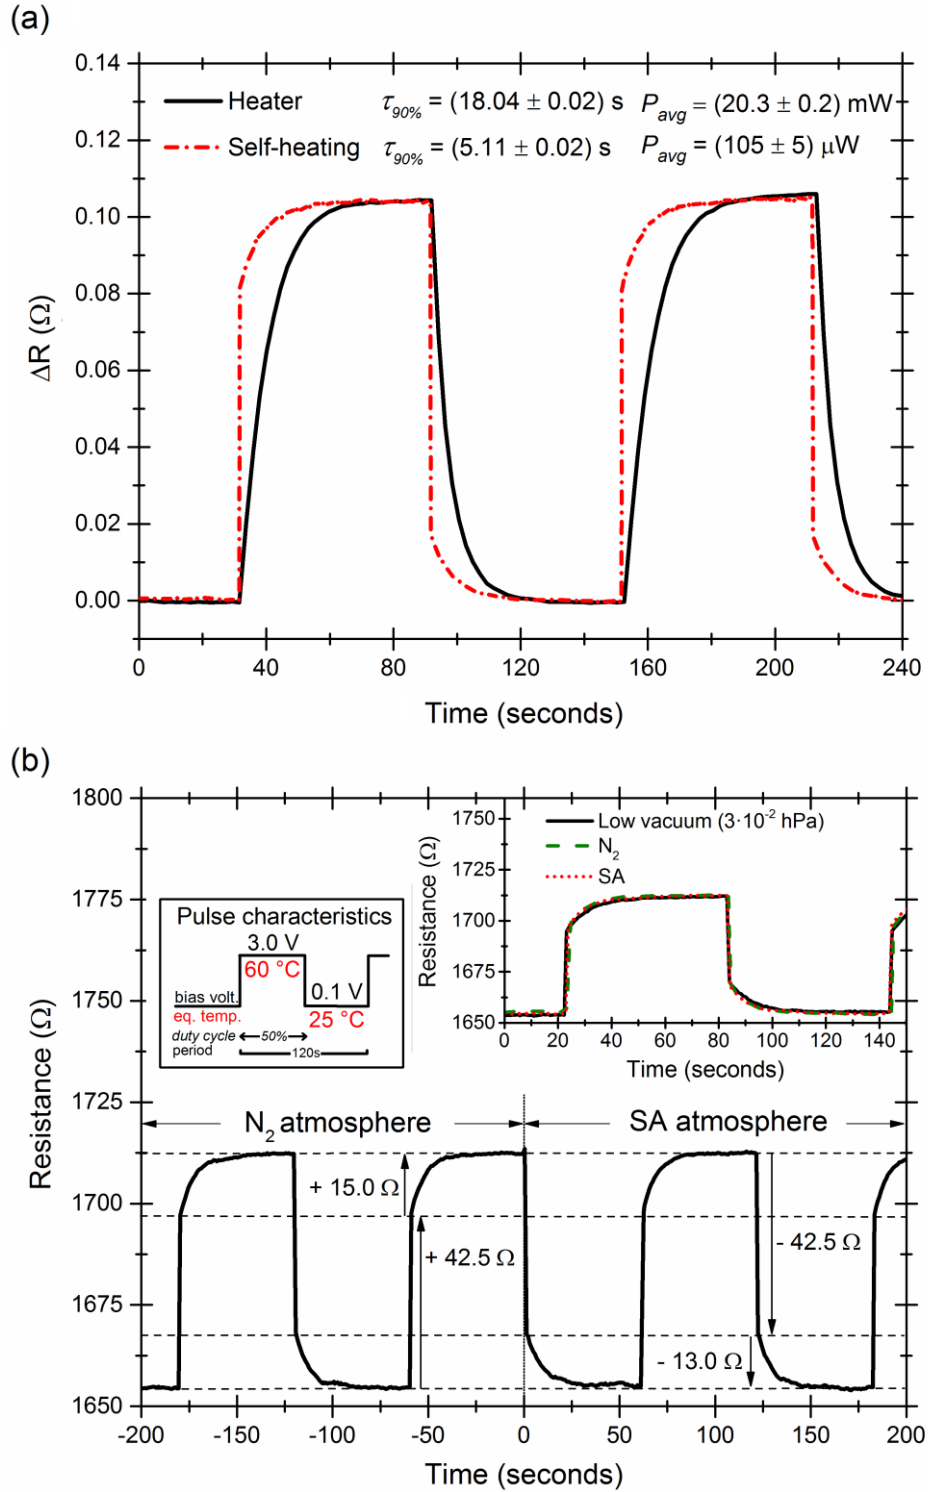 (a)
0.14
0.12
0.10
0.08
0.06
0.04
0.02
0.00
ΔR (Ω)
Heater τ90% = (18.04 ± 0.02) s Pavg = (20.3 ± 0.2) mW
Self-heating τ90% = (5.11 ± 0.02) s Pavg = (105 ± 5) μW
0 40 80 120 160 200 240
Time (seconds)
(b)
1800
1775
1750
1725
1700
1675
1650
Resistance (Ω)
Pulse characteristics
3.0 V
60 °C
0.1 V
bias volt.
eq. temp.
25 °C
duty cycle 50%
period
120s
1750
1700
1650
Resistance (Ω)
Low vacuum (3·10⁻² hPa)
N₂
SA
0 20 40 60 80 100 120 140
Time (seconds)
N₂ atmosphere SA atmosphere
+ 15.0 Ω
+ 42.5 Ω
- 42.5 Ω
- 13.0 Ω
-200 -150 -100 -50 0 50 100 150 200
Time (seconds)